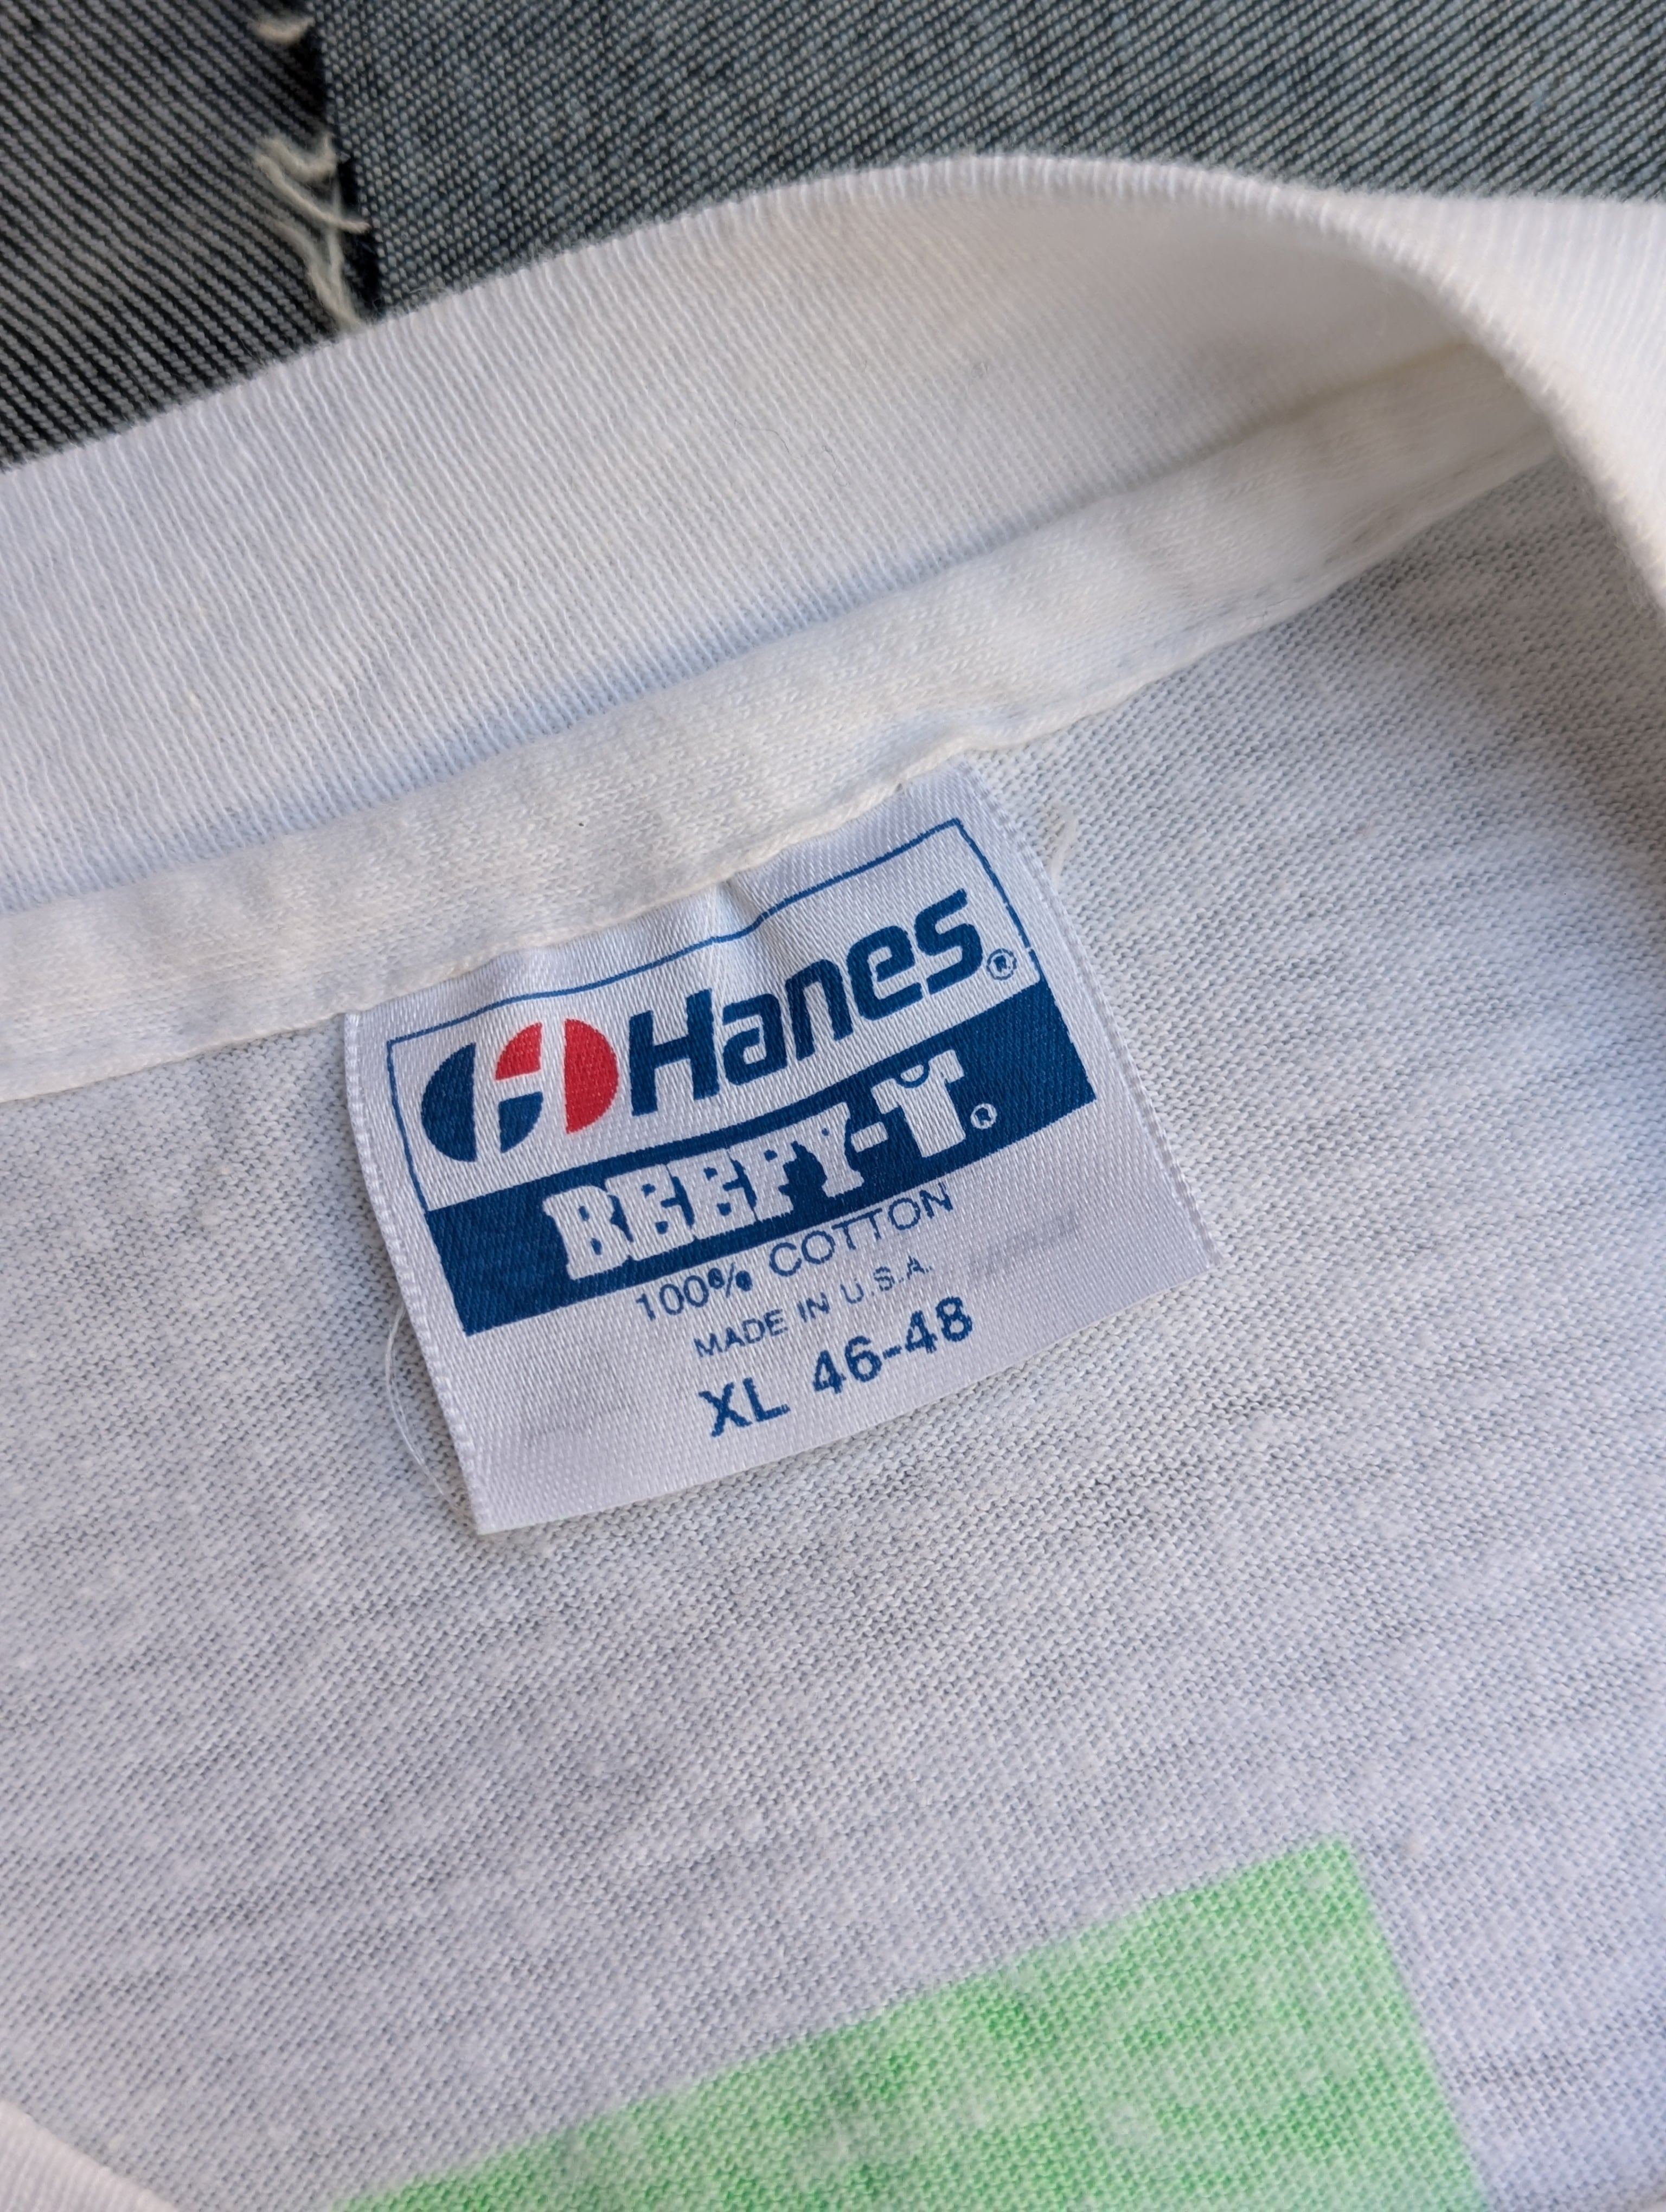 Hanes®
BEEFY-T®
100% COTTON
MADE IN U.S.A.
XL 46-48